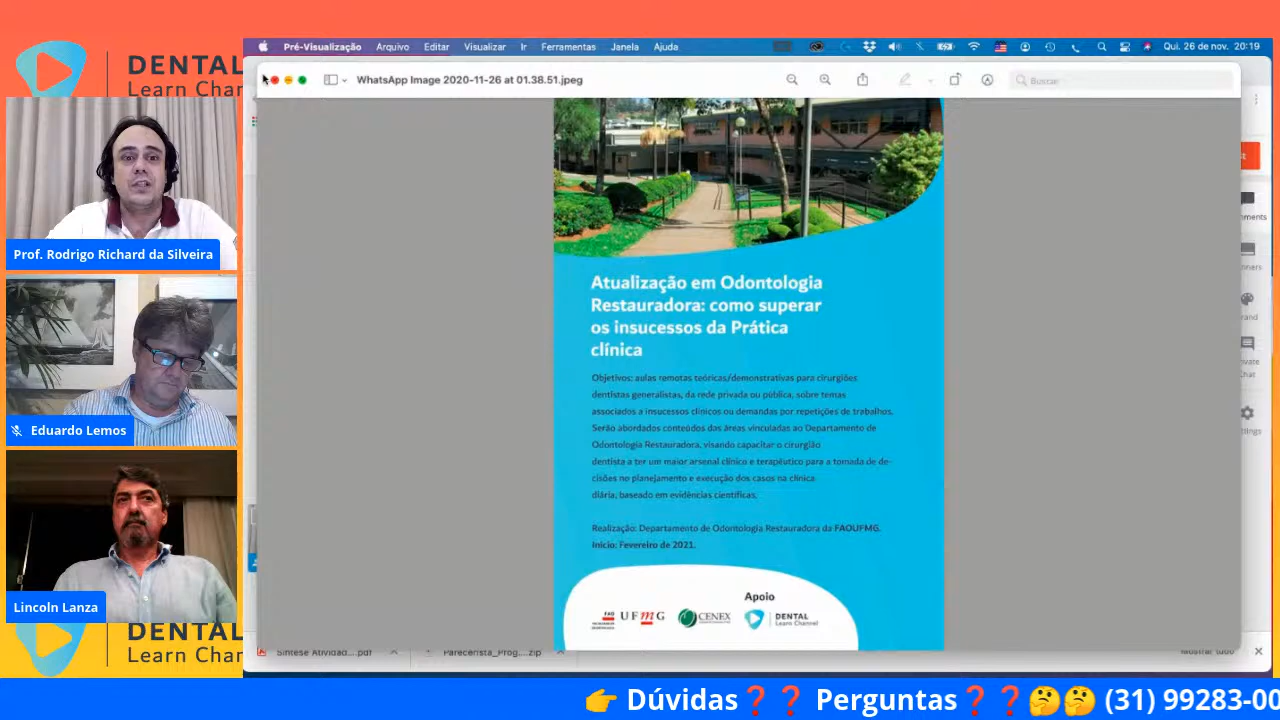 DENTAL
Learn Channel
Pré-Visualização Arquivo Editar Visualizar Ir Ferramentas Janela Ajuda
Qui. 26 de nov. 20:19
WhatsApp Image 2020-11-26 at 01.38.51.jpeg
Buscar
Prof. Rodrigo Richard da Silveira
Eduardo Lemos
Lincoln Lanza
Atualização em Odontologia
Restauradora: como superar
os insucessos da Prática
clínica
Objetivos: aulas remotas teóricas/demonstrativas para cirurgiões
dentistas generalistas, da rede privada ou pública, sobre temas
associados a insucessos clínicos ou demandas por repetições de trabalhos.
Serão abordados conteúdos das áreas vinculadas ao Departamento de
Odontologia Restauradora, visando capacitar o cirurgião
dentista a ter um maior arsenal clínico e terapêutico para a tomada de de-
cisões no planejamento e execução dos casos na clínica
diária, baseado em evidências científicas.
Realização: Departamento de Odontologia Restauradora da FAOUFMG.
Início: Fevereiro de 2021.
Apoio
FAO
UFMG
CENEX
DENTAL
Learn Channel
Síntese Ativida....pdf
Parecerista_Prog....zip
Mostrar tudo
DENTAL
Learn Chan
👉 Dúvidas❓❓ Perguntas❓❓🤔🤔 (31) 99283-00